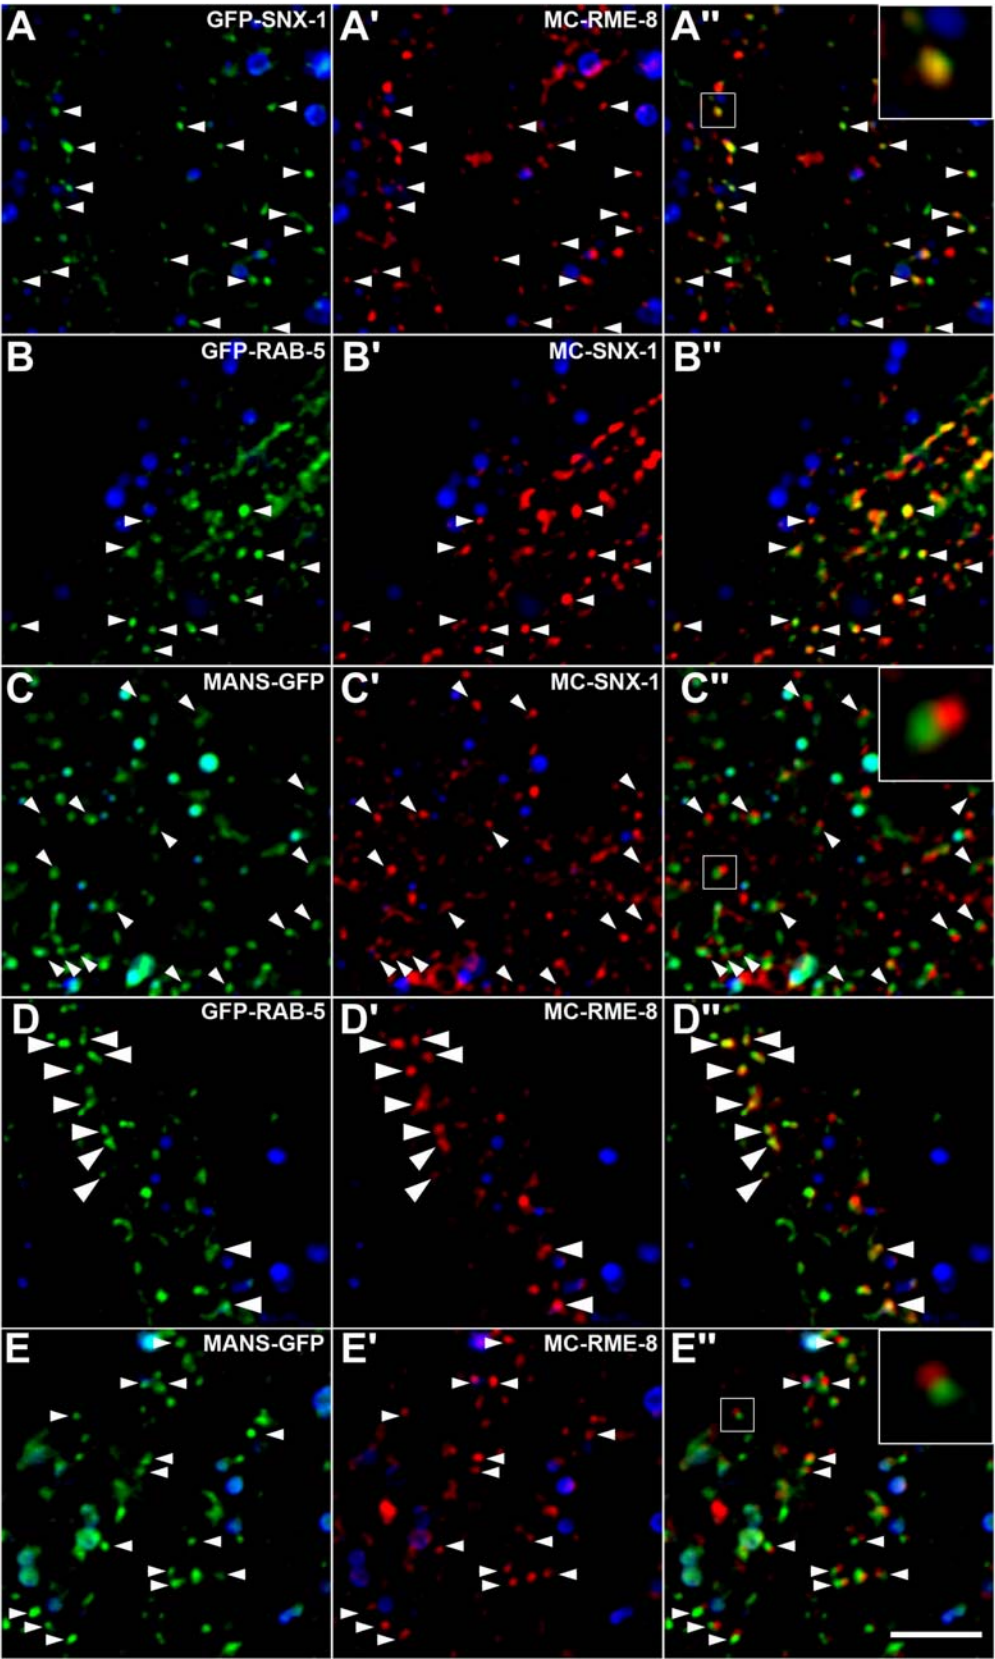 A GFP-SNX-1 A' MC-RME-8 A''
B GFP-RAB-5 B' MC-SNX-1 B''
C MANS-GFP C' MC-SNX-1 C''
D GFP-RAB-5 D' MC-RME-8 D''
E MANS-GFP E' MC-RME-8 E''